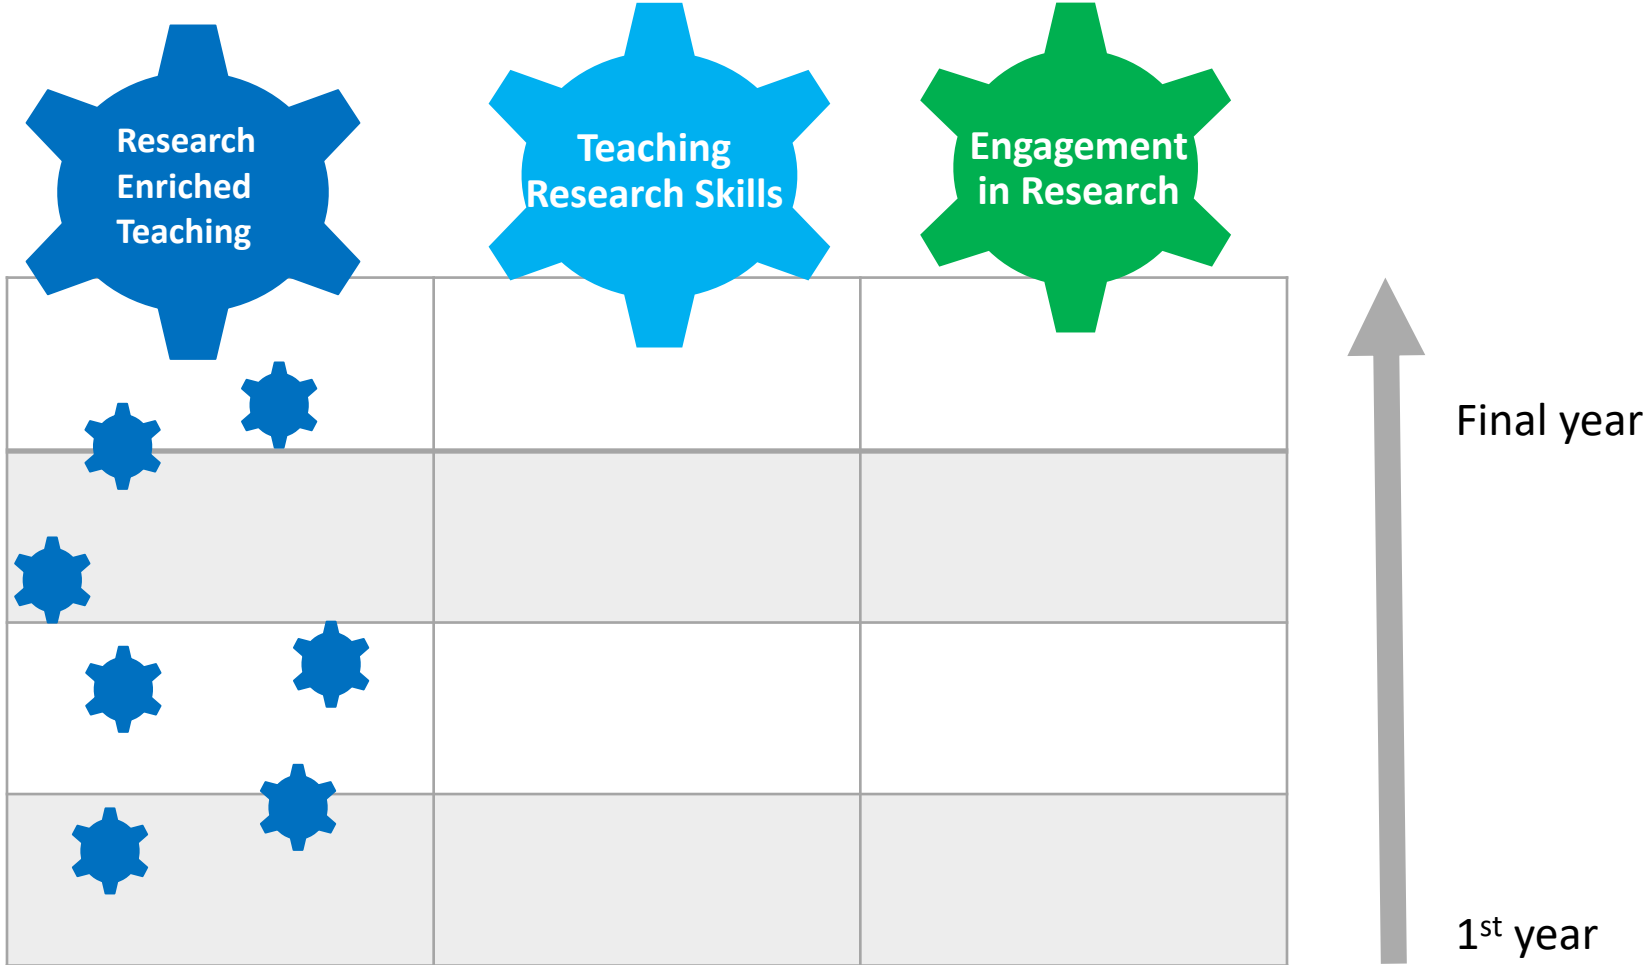 Research
Enriched
Teaching
Teaching
Research Skills
Engagement
in Research
Final year
1st year